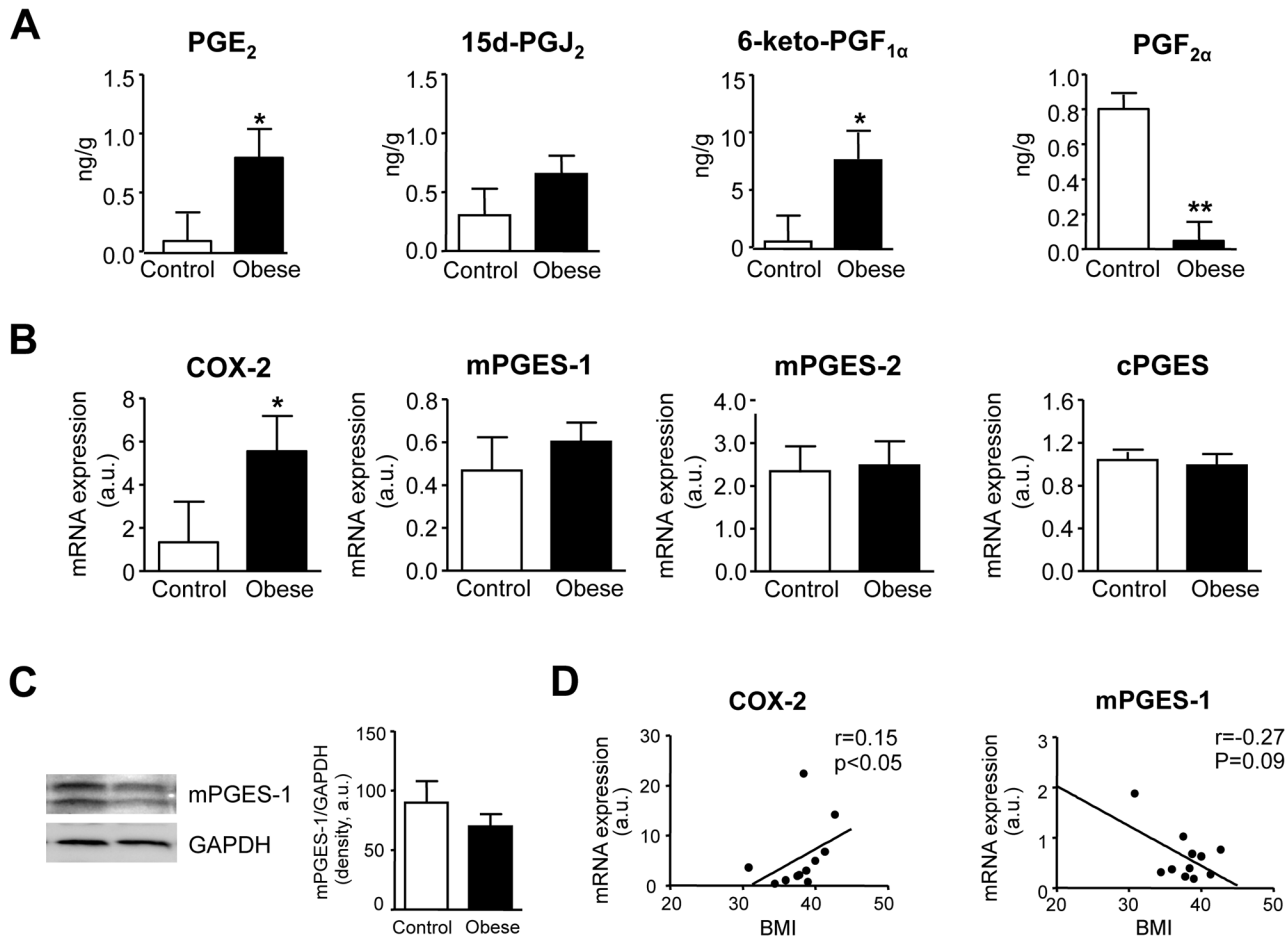 A
PGE2
15d-PGJ2
6-keto-PGF1α
PGF2α
ng/g
1.5
1.0
0.5
0.0
*
Control Obese
ng/g
1.5
1.0
0.5
0.0
Control Obese
ng/g
15
10
5
0
*
Control Obese
ng/g
1.0
0.8
0.6
0.4
0.2
0.0
**
Control Obese
B
COX-2
mPGES-1
mPGES-2
cPGES
mRNA expression
(a.u.)
8
6
4
2
0
*
Control Obese
mRNA expression
(a.u.)
0.8
0.6
0.4
0.2
0.0
Control Obese
mRNA expression
(a.u.)
4.0
3.0
2.0
1.0
0.0
Control Obese
mRNA expression
(a.u.)
1.6
1.2
0.8
0.4
0.0
Control Obese
C
mPGES-1
GAPDH
mPGES-1/GAPDH
(density, a.u.)
150
100
50
0
Control Obese
D
COX-2
r=0.15
p<0.05
mRNA expression
(a.u.)
30
20
10
0
20 30 40 50
BMI
mPGES-1
r=-0.27
P=0.09
mRNA expression
(a.u.)
3
2
1
0
20 30 40 50
BMI